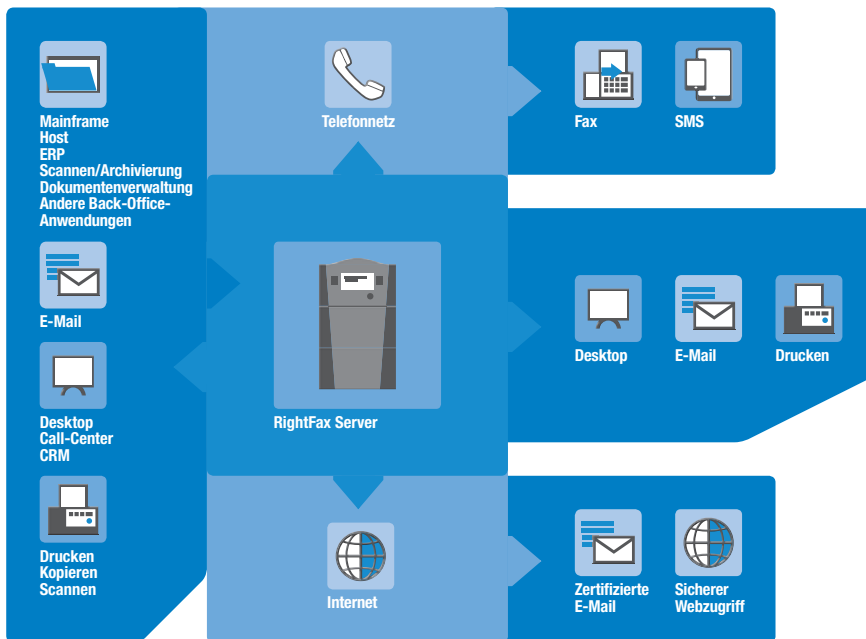 Mainframe
Host
ERP
Scannen/Archivierung
Dokumentenverwaltung
Andere Back-Office-
Anwendungen
E-Mail
Desktop
Call-Center
CRM
Drucken
Kopieren
Scannen
Telefonnetz
RightFax Server
Internet
Fax
SMS
Desktop
E-Mail
Drucken
Zertifizierte
E-Mail
Sicherer
Webzugriff